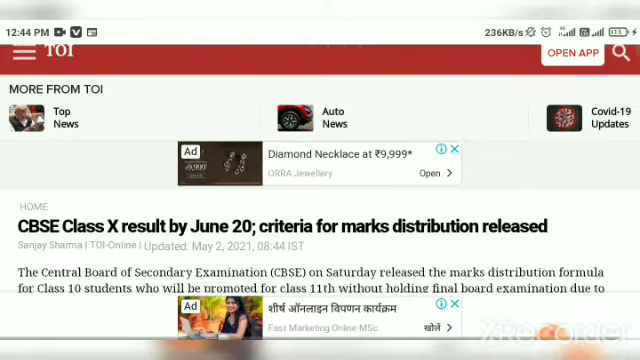 12:44 PM
236KB/s
TOI
OPEN APP
MORE FROM TOI
Top
News
Auto
News
Covid-19
Updates
Ad
Diamond Necklace at ₹9,999*
ORRA Jewellery
Open
HOME
CBSE Class X result by June 20; criteria for marks distribution released
Sanjay Sharma | TOI-Online | Updated: May 2, 2021, 08:44 IST
The Central Board of Secondary Examination (CBSE) on Saturday released the marks distribution formula
for Class 10 students who will be promoted for class 11th without holding final board examination due to
Ad
शीर्ष ऑनलाइन विपणन कार्यक्रम
Fast Marketing Online MSc
खोलें
XRecorder